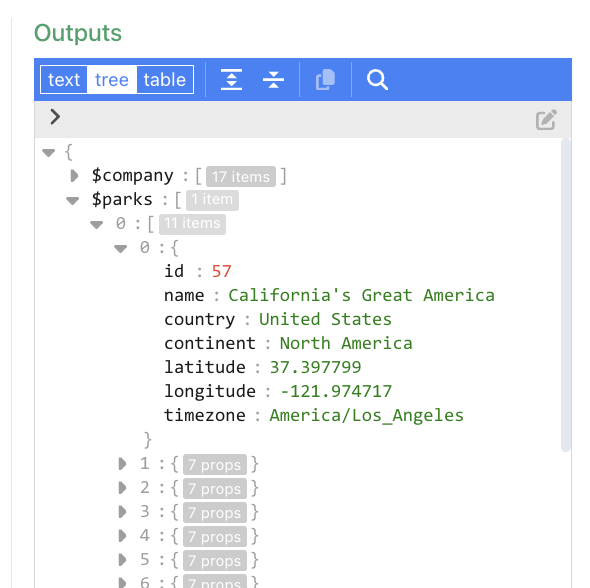 Outputs
text tree table
{
$company : [ 17 items ]
$parks : [ 1 item
0 : [ 11 items
0 : {
id : 57
name : California's Great America
country : United States
continent : North America
latitude : 37.397799
longitude : -121.974717
timezone : America/Los_Angeles
}
1 : { 7 props }
2 : { 7 props }
3 : { 7 props }
4 : { 7 props }
5 : { 7 props }
6 : { 7 props }